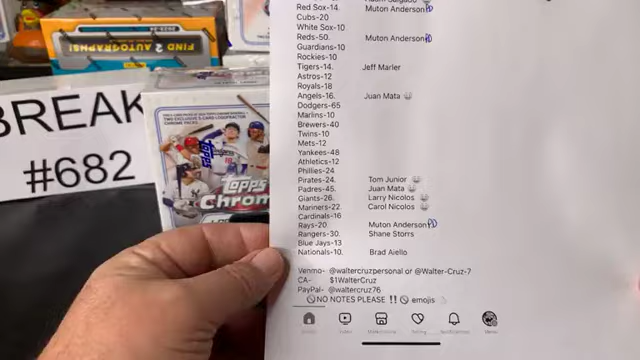 Red Sox-14 Muton Anderson PD
Cubs-20
White Sox-10
Reds-50. Muton Anderson PD
Guardians-10
Rockies-10
Tigers-14. Jeff Marler
Astros-12
Royals-18
Angels-16. Juan Mata
Dodgers-65
Marlins-10
Brewers-40
Twins-10
Mets-12
Yankees-48
Athletics-12
Phillies-24
Pirates-24. Tom Junior
Padres-45. Juan Mata
Giants-26. Larry Nicolos
Mariners-22 Carol Nicolos
Cardinals-16
Rays-20. Muton Anderson PD
Rangers-30. Shane Storrs
Blue Jays-13
Nationals-10. Brad Aiello
Venmo- @waltercruzpersonal or @Walter-Cruz-7
CA- $1WalterCruz
PayPal- @waltercruz76
🚫NO NOTES PLEASE ‼️🚫 emojis
BREAK
#682
FIND 2 AUTOGRAPHS!
Topps
Topps
Chrom